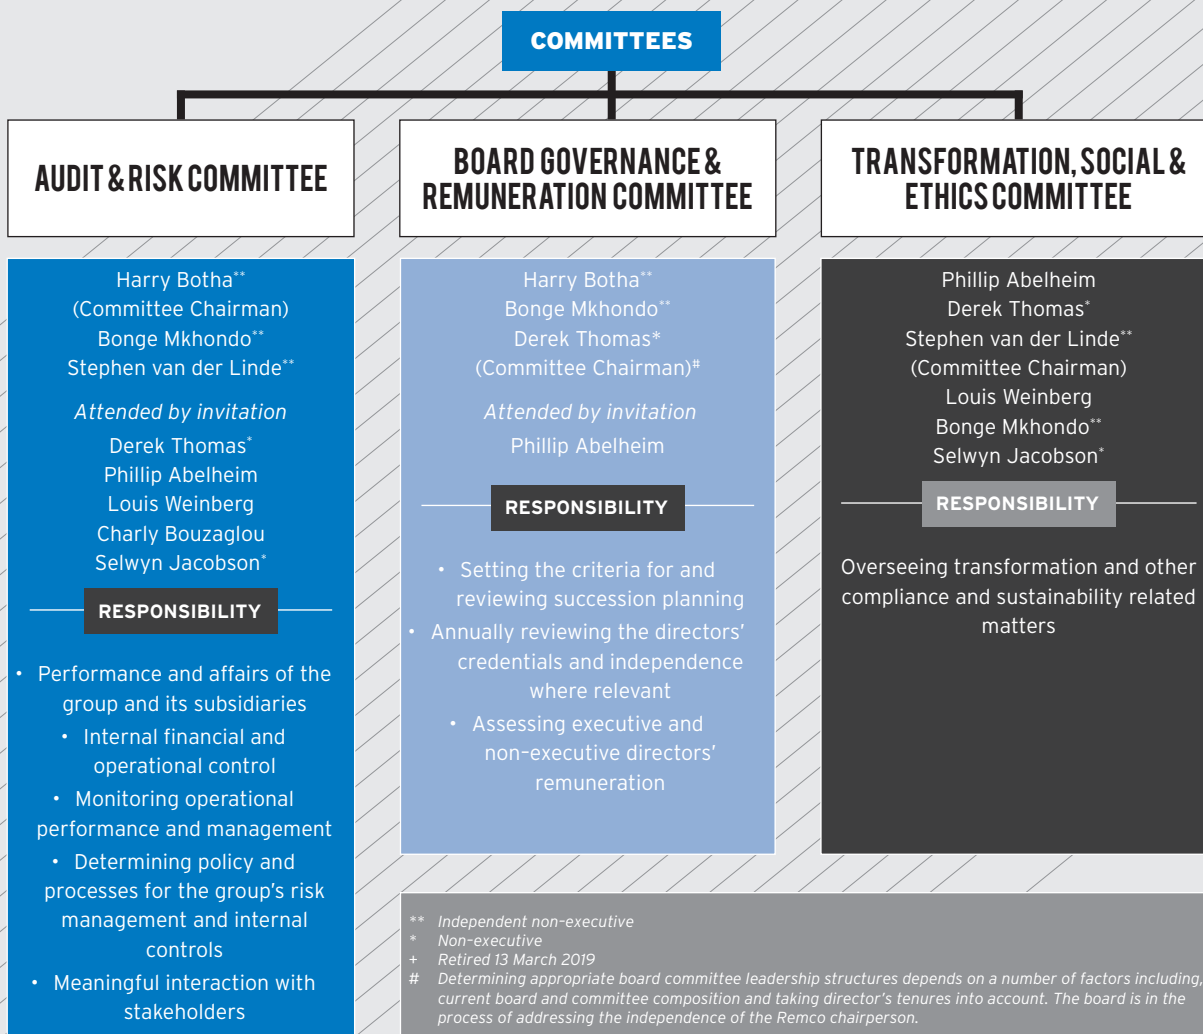 COMMITTEES
AUDIT & RISK COMMITTEE
Harry Botha**
(Committee Chairman)
Bonge Mkhondo**
Stephen van der Linde**
Attended by invitation
Derek Thomas*
Phillip Abelheim
Louis Weinberg
Charly Bouzaglou
Selwyn Jacobson*
RESPONSIBILITY
• Performance and affairs of the
group and its subsidiaries
• Internal financial and
operational control
• Monitoring operational
performance and management
• Determining policy and
processes for the group's risk
management and internal
controls
• Meaningful interaction with
stakeholders
BOARD GOVERNANCE &
REMUNERATION COMMITTEE
Harry Botha**
Bonge Mkhondo**
Derek Thomas*
(Committee Chairman)#
Attended by invitation
Phillip Abelheim
RESPONSIBILITY
• Setting the criteria for and
reviewing succession planning
• Annually reviewing the directors'
credentials and independence
where relevant
• Assessing executive and
non-executive directors'
remuneration
TRANSFORMATION, SOCIAL &
ETHICS COMMITTEE
Phillip Abelheim
Derek Thomas*
Stephen van der Linde**
(Committee Chairman)
Louis Weinberg
Bonge Mkhondo**
Selwyn Jacobson*
RESPONSIBILITY
Overseeing transformation and other
compliance and sustainability related
matters
** Independent non-executive
* Non-executive
+ Retired 13 March 2019
# Determining appropriate board committee leadership structures depends on a number of factors including,
current board and committee composition and taking director's tenures into account. The board is in the
process of addressing the independence of the Remco chairperson.